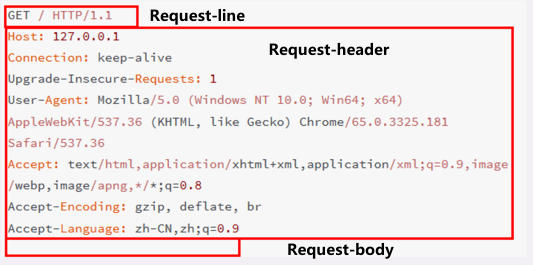 GET / HTTP/1.1 Request-line
Host: 127.0.0.1
Request-header
Connection: keep-alive
Upgrade-Insecure-Requests: 1
User-Agent: Mozilla/5.0 (Windows NT 10.0; Win64; x64)
AppleWebKit/537.36 (KHTML, like Gecko) Chrome/65.0.3325.181
Safari/537.36
Accept: text/html,application/xhtml+xml,application/xml;q=0.9,image
/webp,image/apng,*/*;q=0.8
Accept-Encoding: gzip, deflate, br
Accept-Language: zh-CN,zh;q=0.9
Request-body